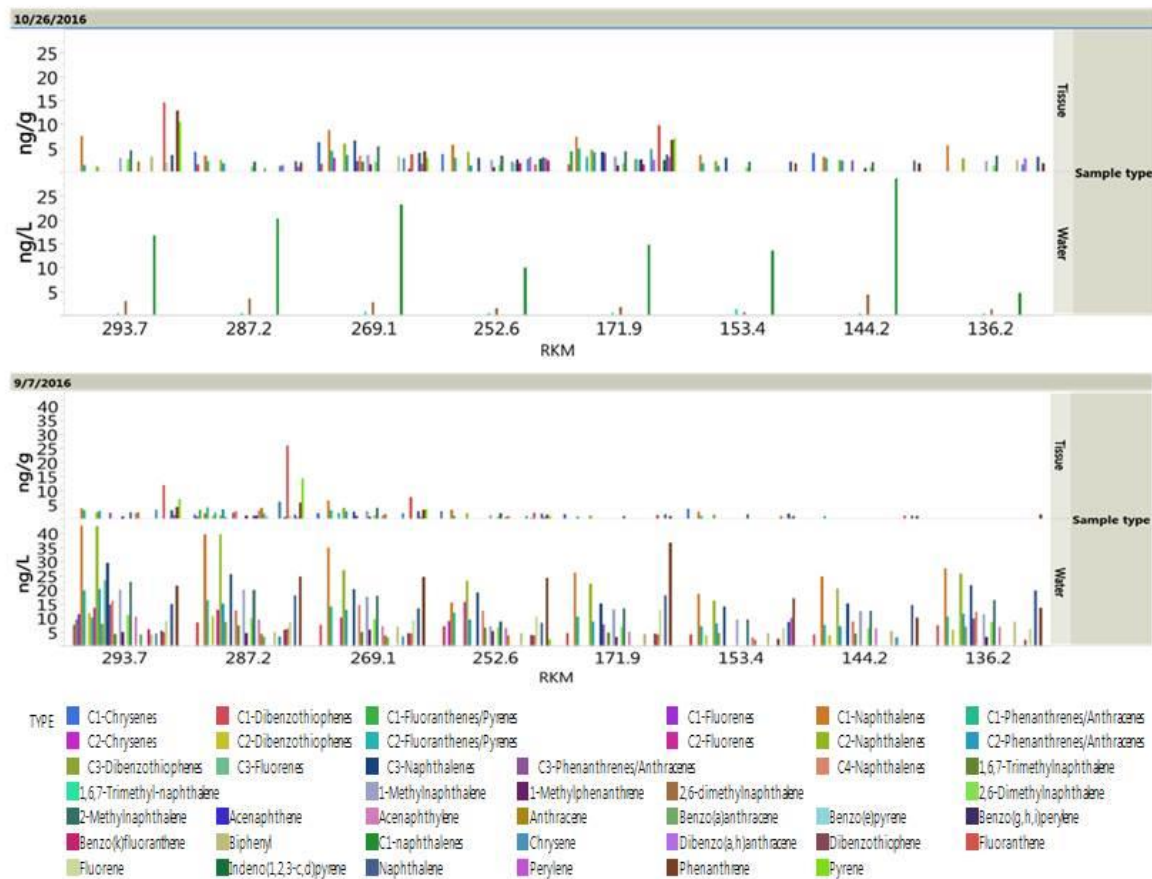 10/26/2016
25
20
15
10
5
ng/g
Tissue
25
20
15
10
5
ng/L
Water
Sample type
293.7 287.2 269.1 252.6 171.9 153.4 144.2 136.2
RKM
9/7/2016
40
35
30
25
20
15
10
5
ng/g
Tissue
40
35
30
25
20
15
10
5
ng/L
Water
Sample type
293.7 287.2 269.1 252.6 171.9 153.4 144.2 136.2
RKM
TYPE C1-Chrysenes C1-Dibenzothiophenes C1-Fluoranthenes/Pyrenes C1-Fluorenes C1-Naphthalenes C1-Phenanthrenes/Anthracenes
C2-Chrysenes C2-Dibenzothiophenes C2-Fluoranthenes/Pyrenes C2-Fluorenes C2-Naphthalenes C2-Phenanthrenes/Anthracenes
C3-Dibenzothiophenes C3-Fluorenes C3-Naphthalenes C3-Phenanthrenes/Anthracenes C4-Naphthalenes 1,6,7-Trimethylnaphthalene
1,6,7-Trimethyl-naphthalene 1-Methylnaphthalene 1-Methylphenanthrene 2,6-dimethylnaphthalene 2,6-Dimethylnaphthalene
2-Methylnaphthalene Acenaphthene Acenaphthylene Anthracene Benzo(a)anthracene Benzo(e)pyrene Benzo(g,h,i)perylene
Benzo(k)fluoranthene Biphenyl C1-naphthalenes Chrysene Dibenzo(a,h)anthracene Dibenzothiophene Fluoranthene
Fluorene Indeno(1,2,3-c,d)pyrene Naphthalene Perylene Phenanthrene Pyrene